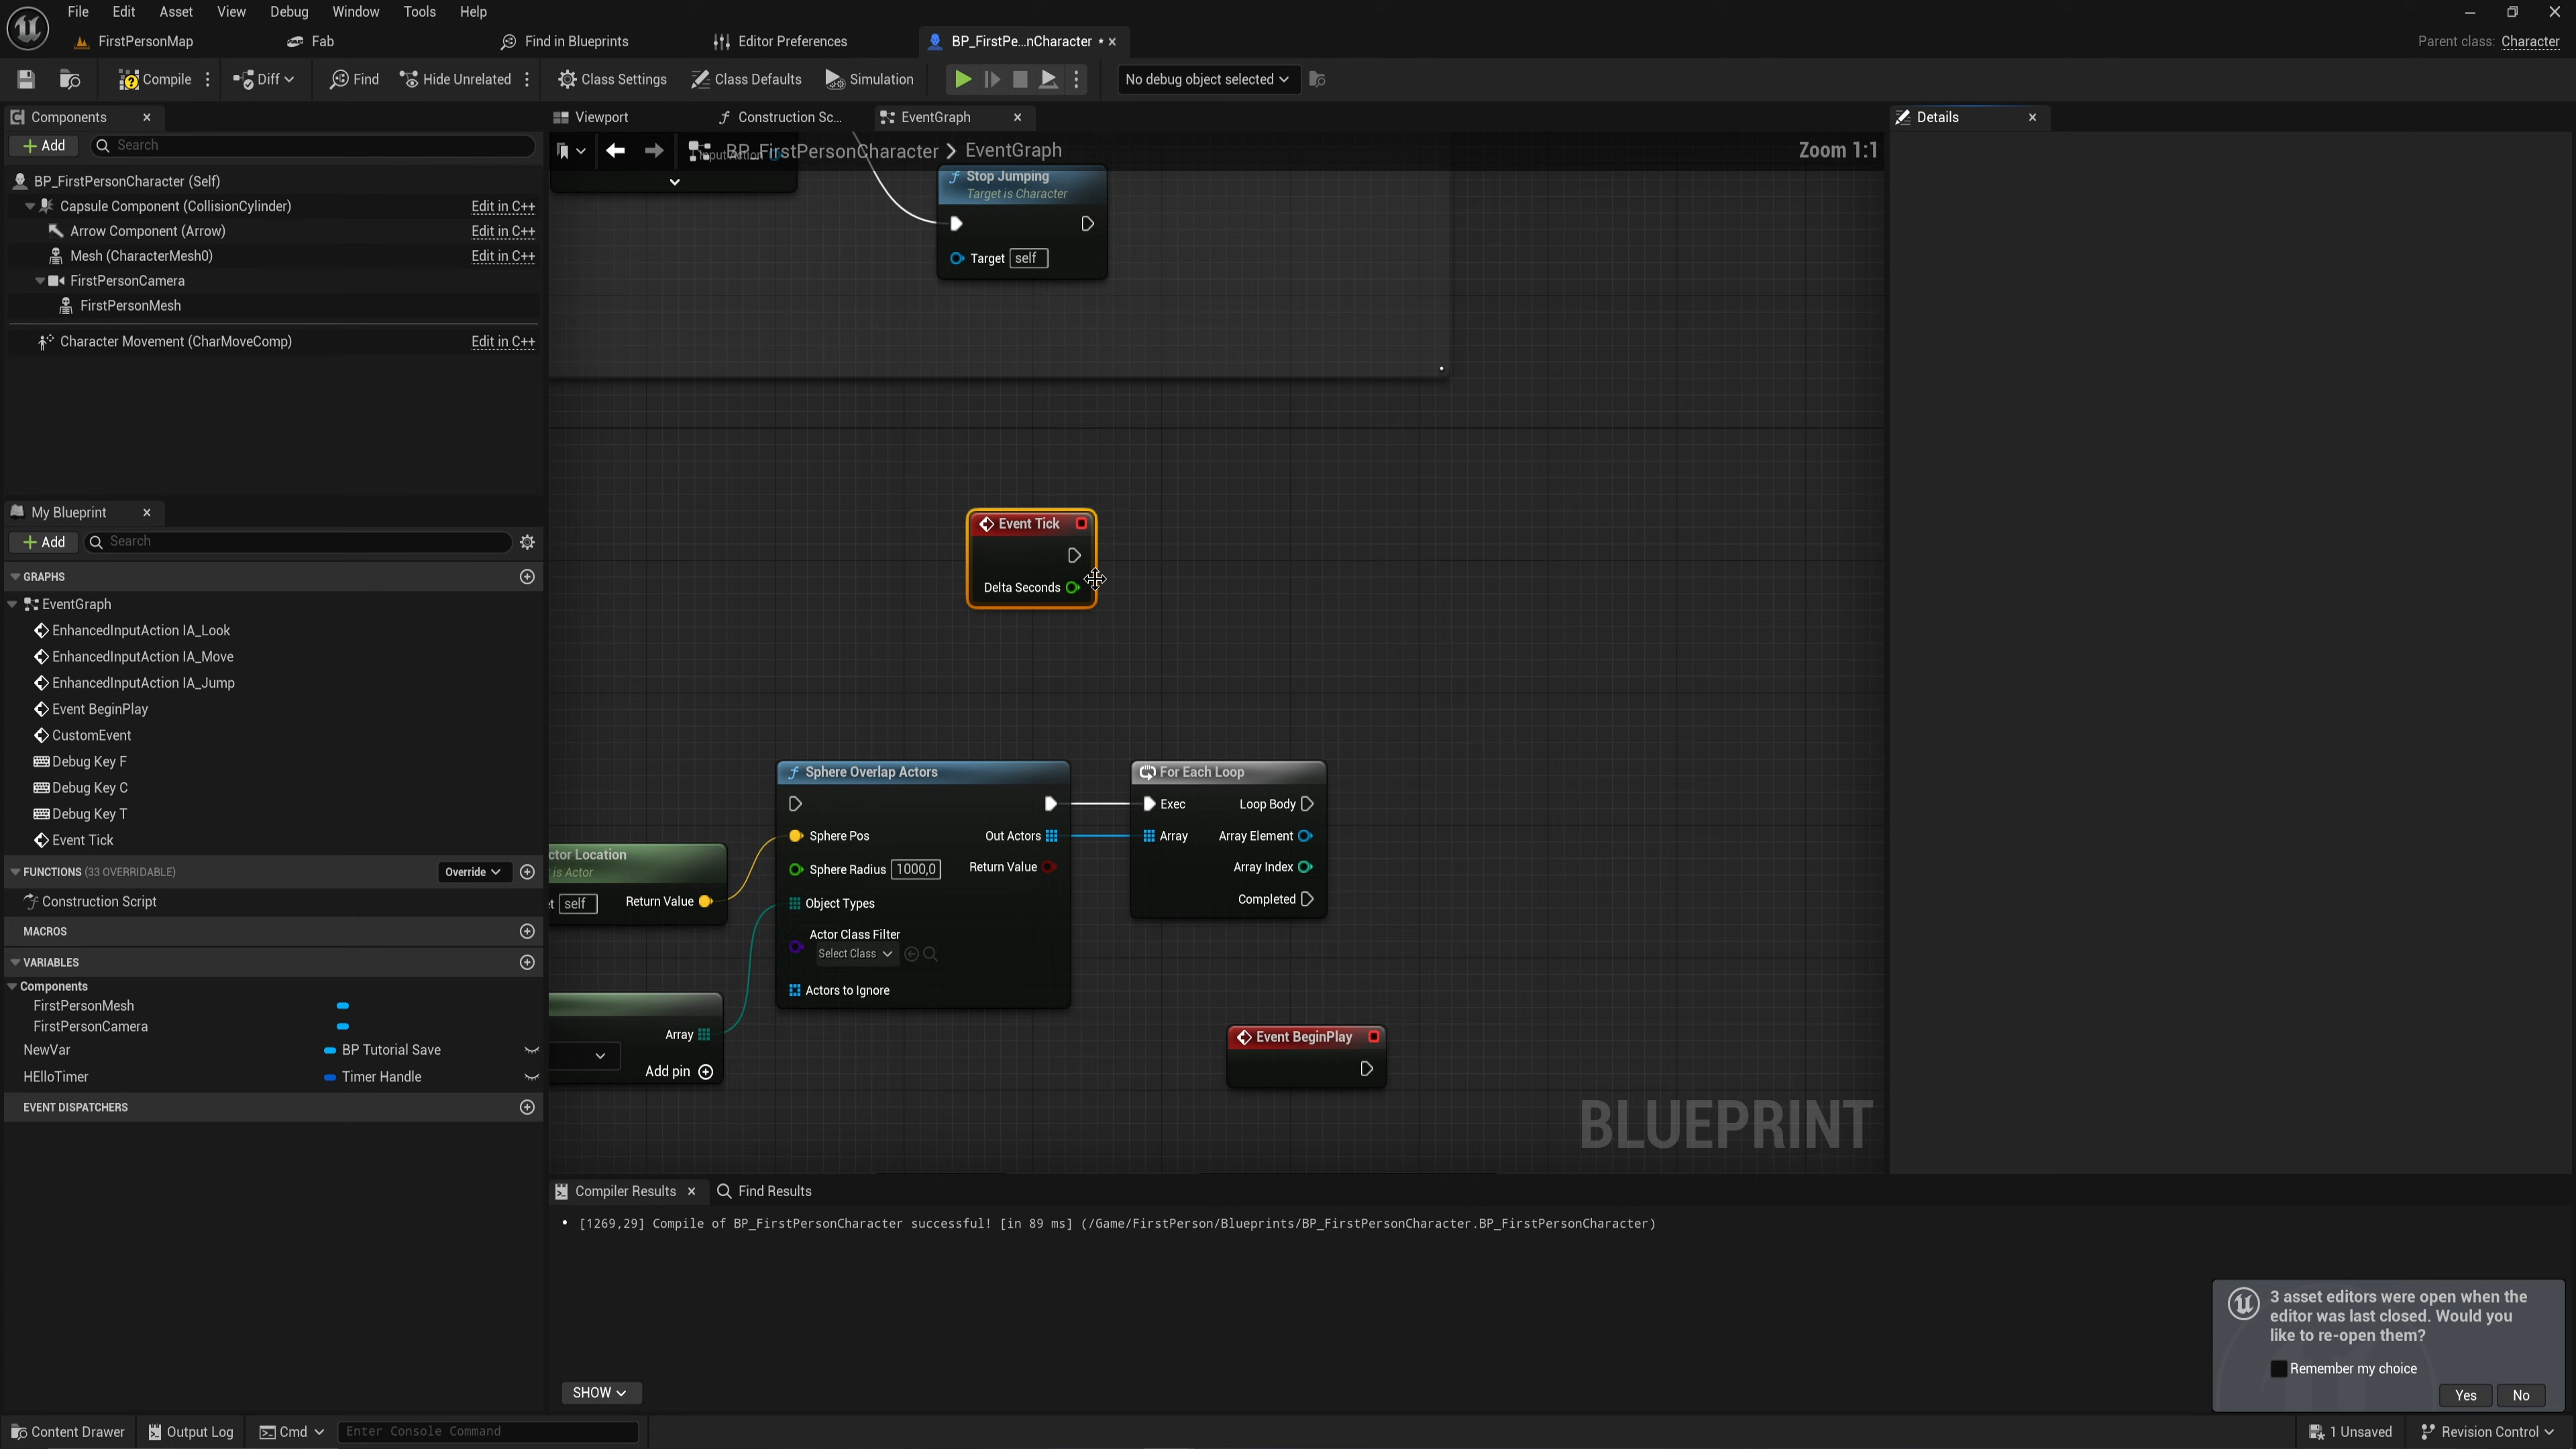 File Edit Asset View Debug Window Tools Help
FirstPersonMap Fab Find in Blueprints Editor Preferences BP_FirstPe...nCharacter * Parent class: Character
Compile Diff Find Hide Unrelated Class Settings Class Defaults Simulation No debug object selected
Components
Add Search
BP_FirstPersonCharacter (Self)
Capsule Component (CollisionCylinder) Edit in C++
Arrow Component (Arrow) Edit in C++
Mesh (CharacterMesh0) Edit in C++
FirstPersonCamera
FirstPersonMesh
Character Movement (CharMoveComp) Edit in C++
My Blueprint
Add Search
GRAPHS
EventGraph
EnhancedInputAction IA_Look
EnhancedInputAction IA_Move
EnhancedInputAction IA_Jump
Event BeginPlay
CustomEvent
Debug Key F
Debug Key C
Debug Key T
Event Tick
FUNCTIONS (33 OVERRIDABLE) Override
Construction Script
MACROS
VARIABLES
Components
FirstPersonMesh
FirstPersonCamera
NewVar BP Tutorial Save
HElloTimer Timer Handle
EVENT DISPATCHERS
Viewport Construction Sc... EventGraph
BP_FirstPersonCharacter > EventGraph Zoom 1:1
Stop Jumping
Target is Character
Target self
Event Tick
Delta Seconds
Sphere Overlap Actors
Sphere Pos Out Actors
Sphere Radius 1000,0 Return Value
Object Types
Actor Class Filter
Select Class
Actors to Ignore
For Each Loop
Exec Loop Body
Array Array Element
Array Index
Completed
ctor Location
is Actor
et self Return Value
Array
Add pin
Event BeginPlay
BLUEPRINT
Details
Compiler Results Find Results
[1269,29] Compile of BP_FirstPersonCharacter successful! [in 89 ms] (/Game/FirstPerson/Blueprints/BP_FirstPersonCharacter.BP_FirstPersonCharacter)
SHOW
3 asset editors were open when the
editor was last closed. Would you
like to re-open them?
Remember my choice
Yes No
Content Drawer Output Log Cmd Enter Console Command 1 Unsaved Revision Control